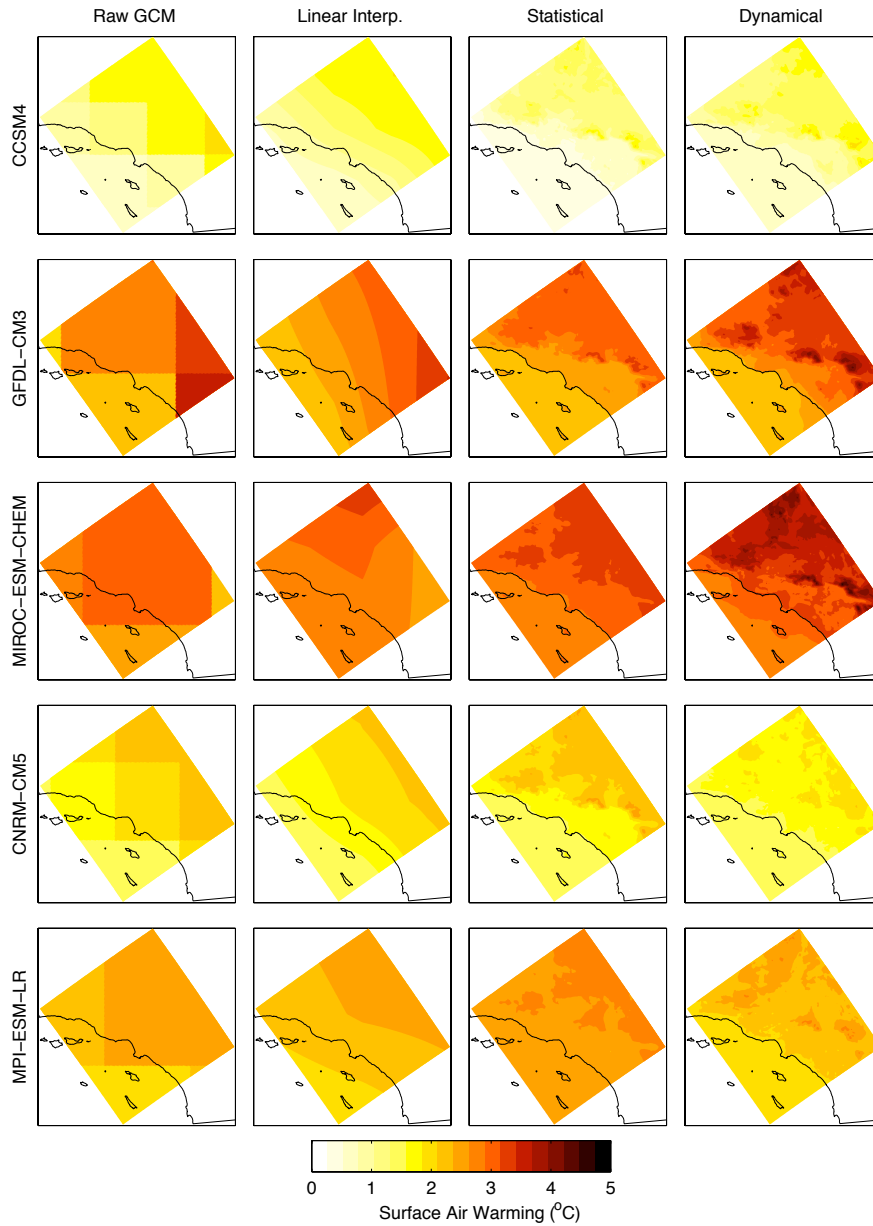 Raw GCM Linear Interp. Statistical Dynamical
CCSM4
GFDL−CM3
MIROC−ESM−CHEM
CNRM−CM5
MPI−ESM−LR
0 1 2 3 4 5
Surface Air Warming (°C)